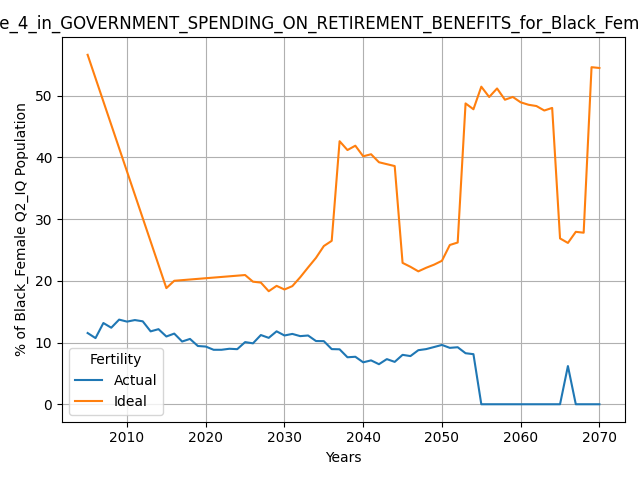 e_4_in_GOVERNMENT_SPENDING_ON_RETIREMENT_BENEFITS_for_Black_Fem
% of Black_Female Q2_IQ Population
50
40
30
20
10
0
Fertility
Actual
Ideal
2010 2020 2030 2040 2050 2060 2070
Years